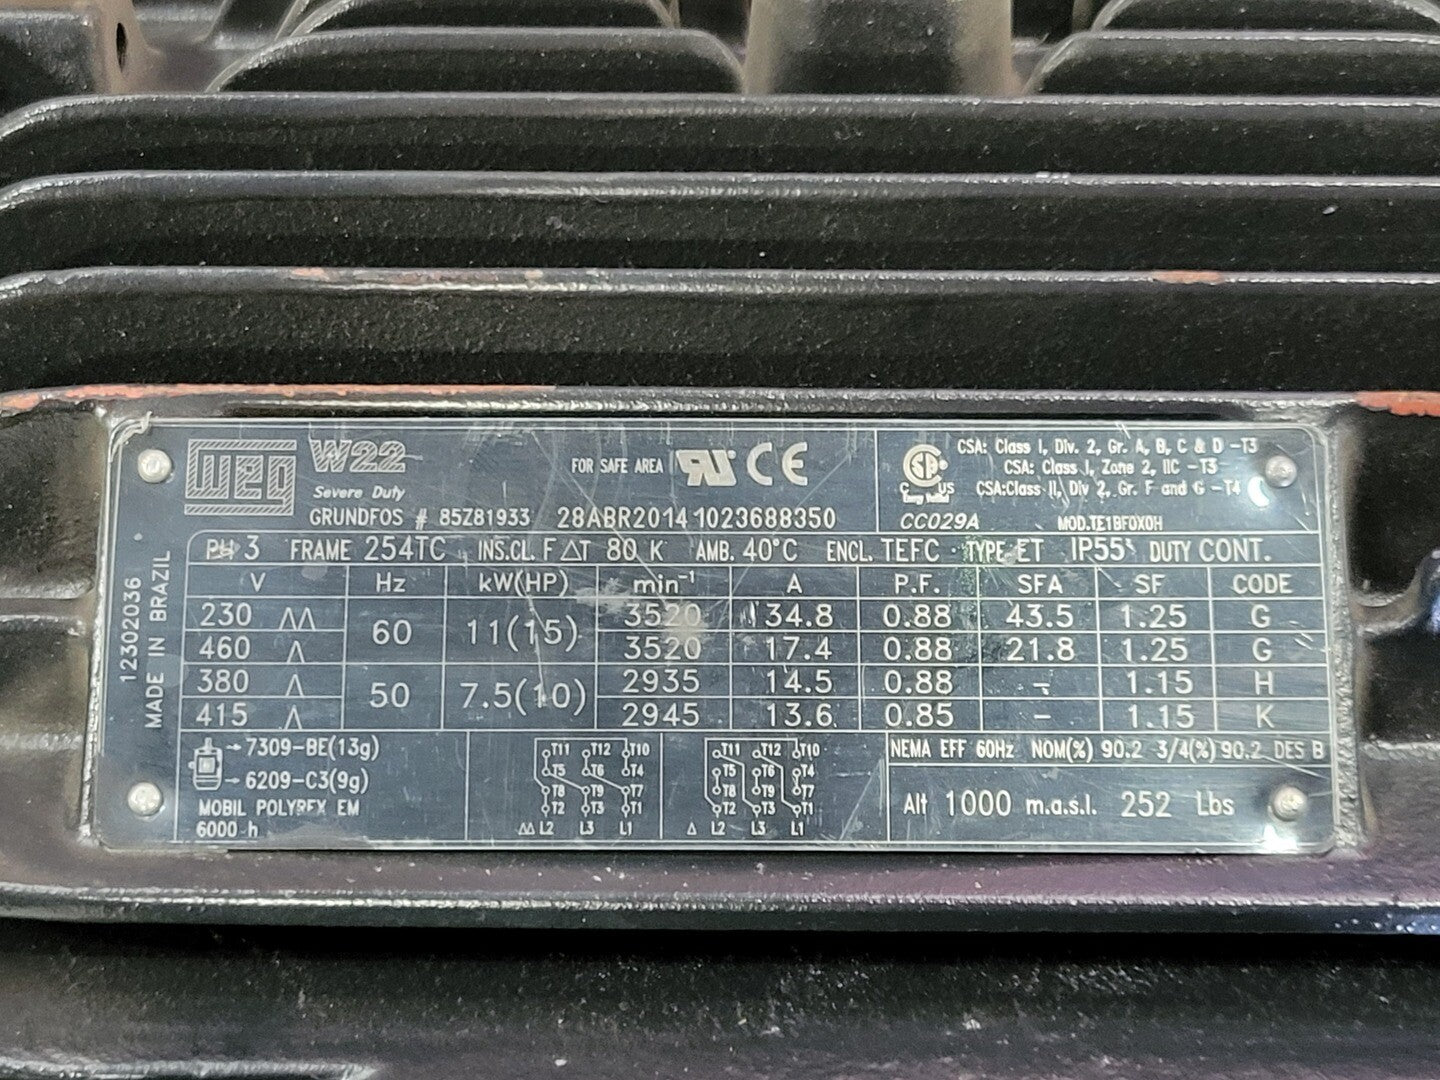 WEG W22
Severe Duty
FOR SAFE AREA RU CE
GRUNDFOS # 85Z81933 28ABR2014 1023688350
CSA: Class I, Div. 2, Gr. A, B, C & D -T3
CSA: Class I, Zone 2, IIC -T3
CSA:Class II, Div 2, Gr. F and G -T4
C US
Energy Verified
CC029A MOD.TE1BF0X0H
12302036
MADE IN BRAZIL
PH 3 FRAME 254TC INS.CL. F ΔT 80 K AMB. 40°C ENCL. TEFC TYPE ET IP55 DUTY CONT.
V Hz kW(HP) min-1 A P.F. SFA SF CODE
230 60 11(15) 3520 34.8 0.88 43.5 1.25 G
460 3520 17.4 0.88 21.8 1.25 G
380 50 7.5(10) 2935 14.5 0.88 - 1.15 H
415 2945 13.6 0.85 - 1.15 K
7309-BE(13g)
6209-C3(9g)
MOBIL POLYREX EM
6000 h
T11 T12 T10
T5 T6 T4
T8 T9 T7
T2 T3 T1
L2 L3 L1
T11 T12 T10
T5 T6 T4
T8 T9 T7
T2 T3 T1
Δ L2 L3 L1
NEMA EFF 60Hz NOM(%) 90.2 3/4(%) 90.2 DES B
Alt 1000 m.a.s.l. 252 Lbs